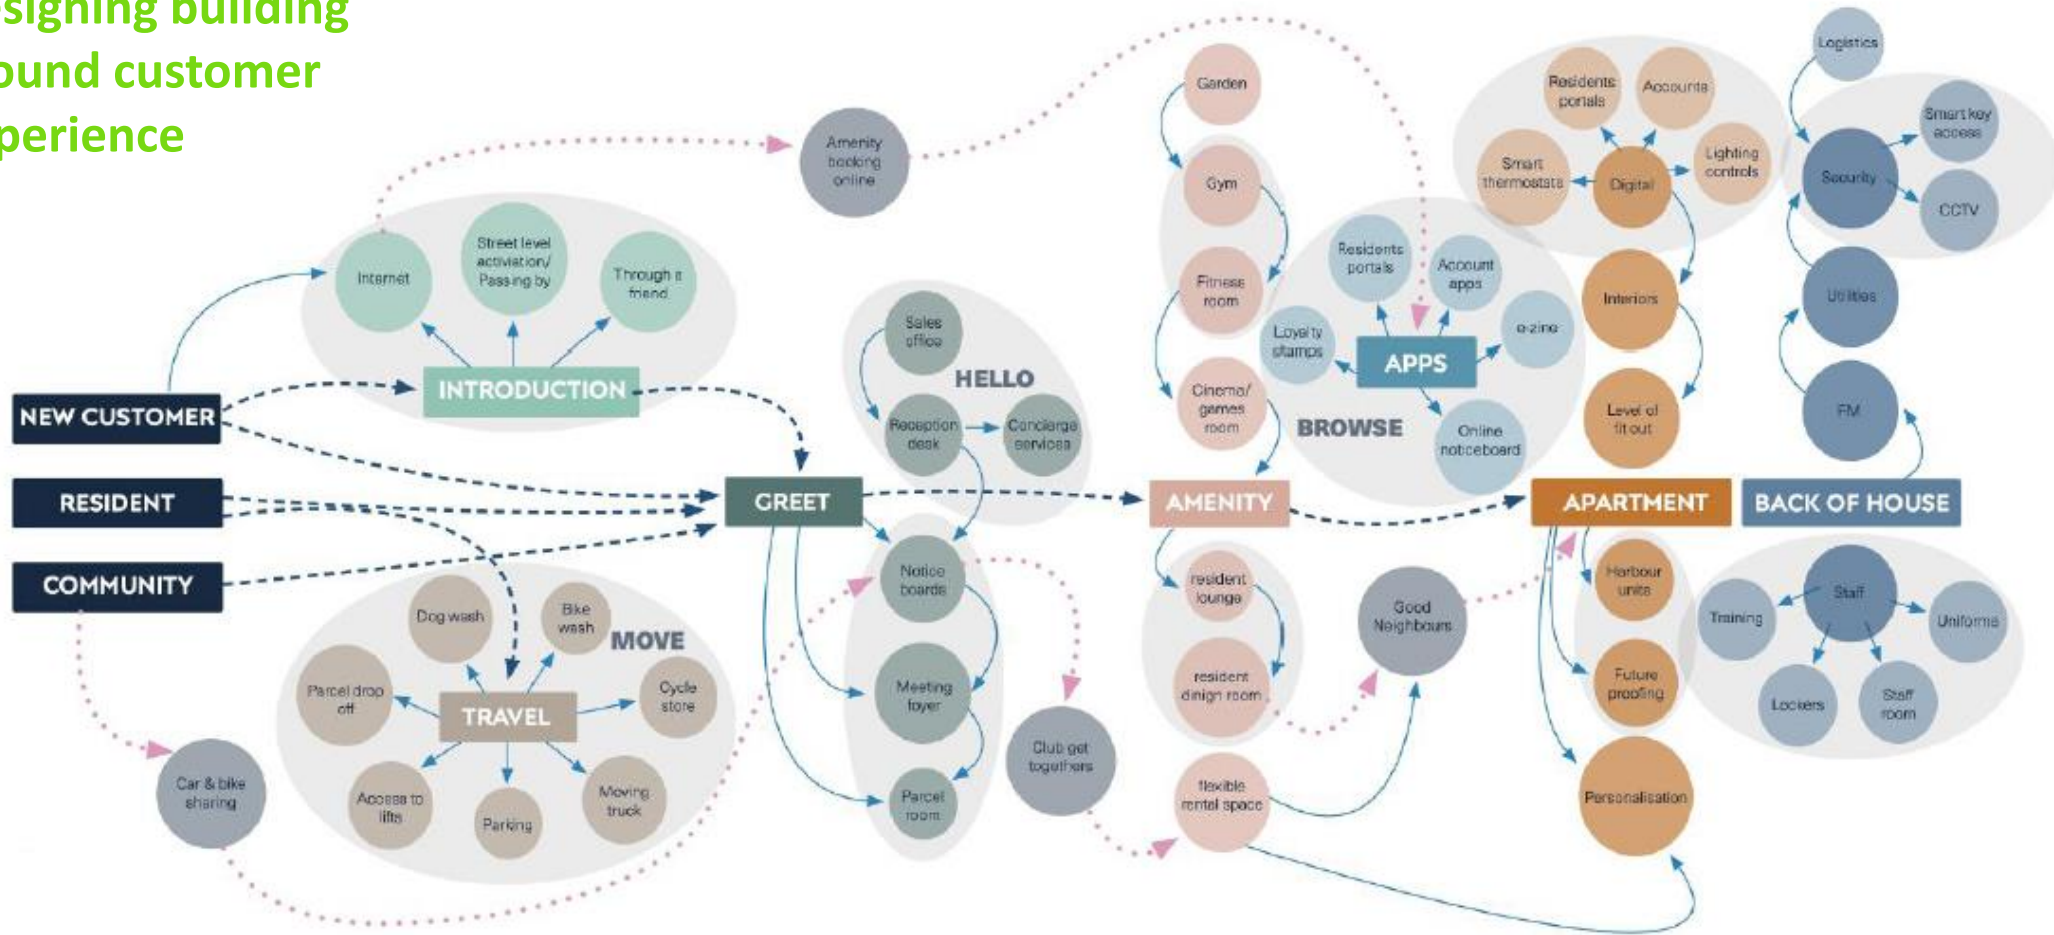 signing building
ound customer
perience
Amenity
booking
online
Internet
Street level
activiation/
Passing by
Through a
friend
INTRODUCTION
NEW CUSTOMER
RESIDENT
COMMUNITY
Car & bike
sharing
Dog wash
Bike
wash
MOVE
Parcel drop
off
TRAVEL
Cycle
store
Access to
lifts
Parking
Moving
truck
Sales
office
HELLO
Reception
desk
Concierge
services
GREET
Notice
boards
Meeting
foyer
Parcel
room
Club get
togethers
Garden
Gym
Fitness
room
Cinema/
games
room
AMENITY
resident
lounge
resident
dinign room
flexible
rental space
Residents
portals
Account
apps
Loyalty
stamps
APPS
e-zine
BROWSE
Online
noticeboard
Good
Neighbours
Residents
portals
Accounts
Smart
thermostats
Digital
Lighting
controls
Interiors
Level of
fit out
APARTMENT
Harbour
units
Future
proofing
Personalisation
Logistics
Security
Smart key
access
CCTV
Utilities
FM
BACK OF HOUSE
Staff
Training
Uniforms
Lockers
Staff
room